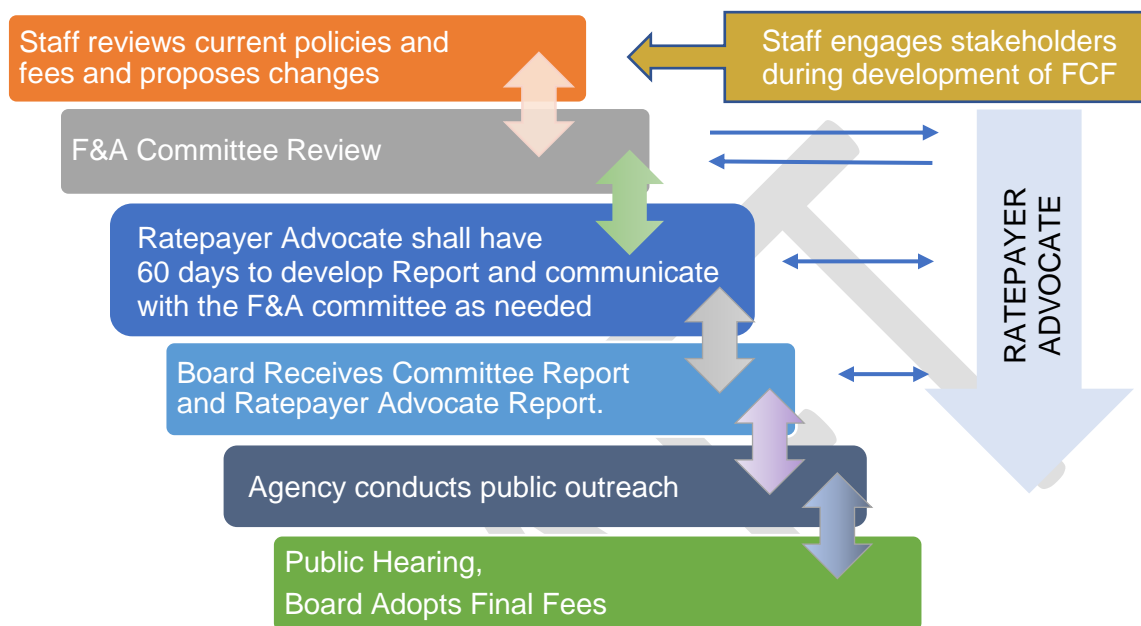 Staff reviews current policies and
fees and proposes changes
Staff engages stakeholders
during development of FCF
F&A Committee Review
Ratepayer Advocate shall have
60 days to develop Report and communicate
with the F&A committee as needed
RATEPAYER
ADVOCATE
Board Receives Committee Report
and Ratepayer Advocate Report.
Agency conducts public outreach
Public Hearing,
Board Adopts Final Fees